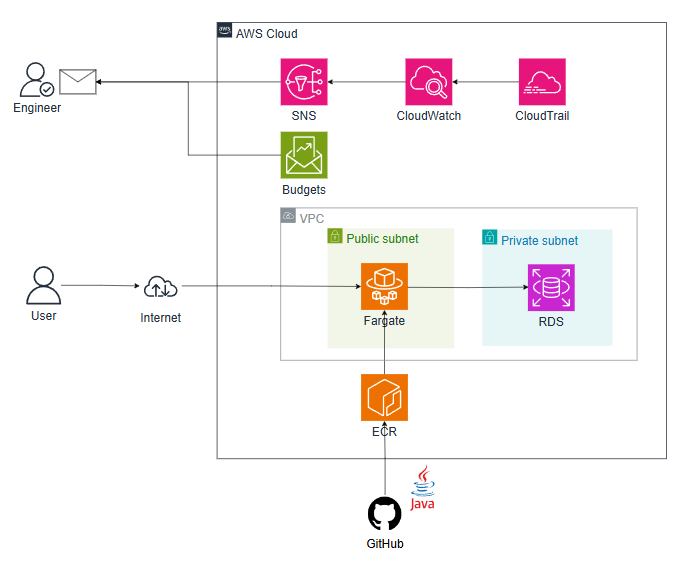 aws
AWS Cloud
Engineer
SNS
CloudWatch
CloudTrail
Budgets
VPC
Public subnet
Private subnet
User
Internet
Fargate
RDS
ECR
Java
GitHub